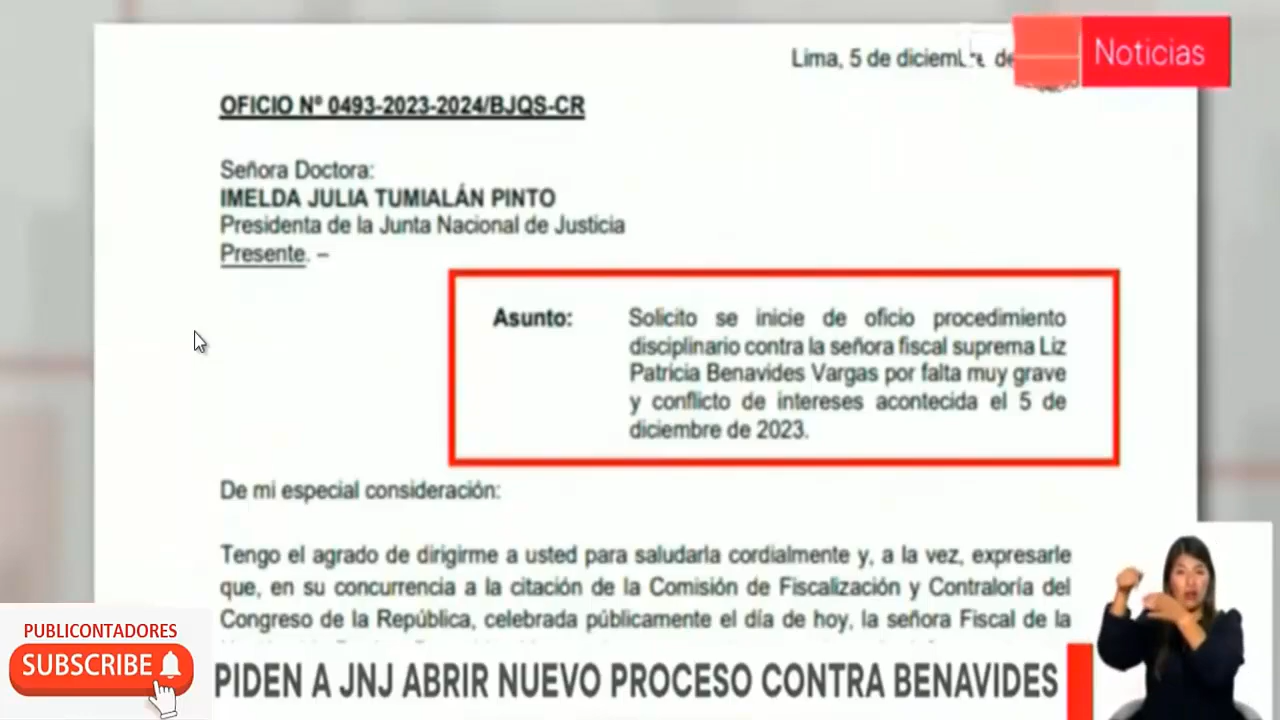 Lima, 5 de diciembre de
Noticias
OFICIO Nº 0493-2023-2024/BJQS-CR
Señora Doctora:
IMELDA JULIA TUMIALÁN PINTO
Presidenta de la Junta Nacional de Justicia
Presente. –
Asunto: Solicito se inicie de oficio procedimiento
disciplinario contra la señora fiscal suprema Liz
Patricia Benavides Vargas por falta muy grave
y conflicto de intereses acontecida el 5 de
diciembre de 2023.
De mi especial consideración:
Tengo el agrado de dirigirme a usted para saludarla cordialmente y, a la vez, expresarle
que, en su concurrencia a la citación de la Comisión de Fiscalización y Contraloría del
Congreso de la República, celebrada públicamente el día de hoy, la señora Fiscal de la
PUBLICONTADORES
SUBSCRIBE
PIDEN A JNJ ABRIR NUEVO PROCESO CONTRA BENAVIDES